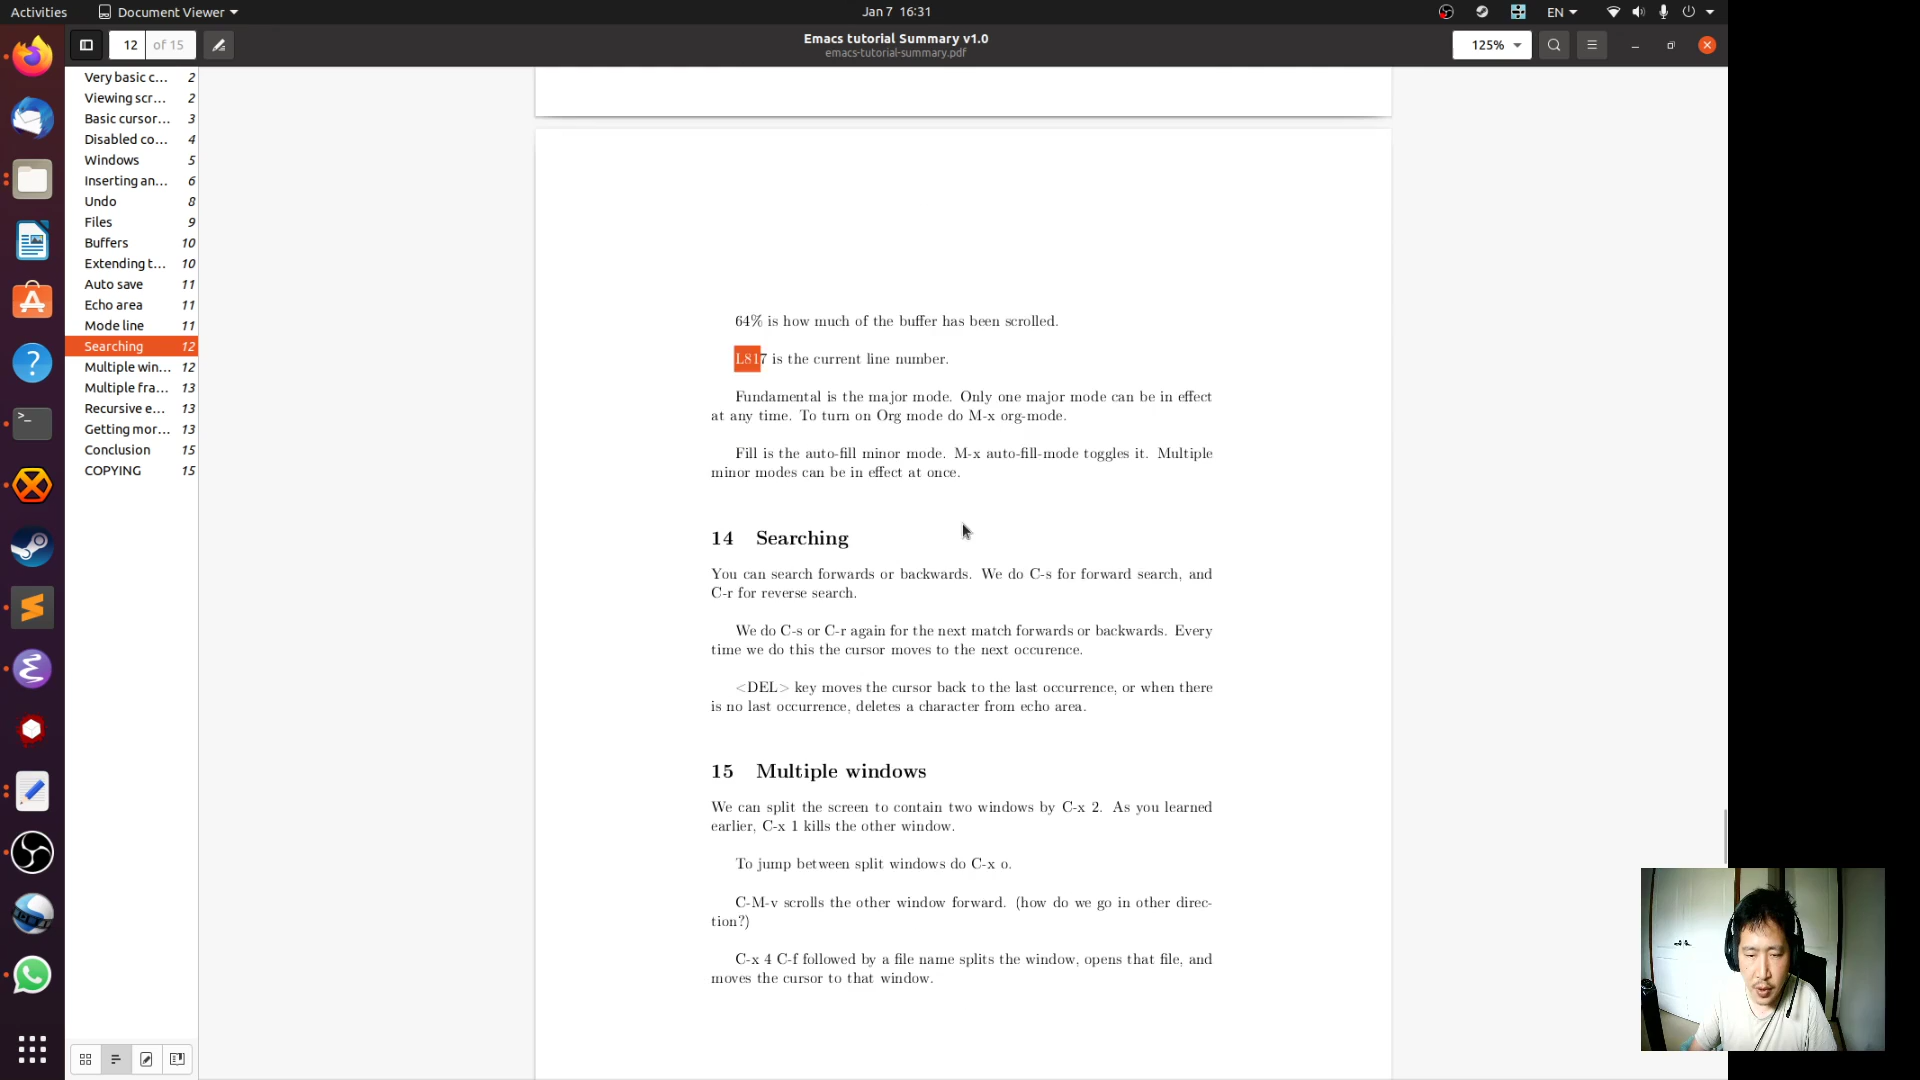 Activities
Document Viewer
Jan 7 16:31
EN
12 of 15
Emacs tutorial Summary v1.0
emacs-tutorial-summary.pdf
125%
Very basic c... 2
Viewing scr... 2
Basic cursor... 3
Disabled co... 4
Windows 5
Inserting an... 6
Undo 8
Files 9
Buffers 10
Extending t... 10
Auto save 11
Echo area 11
Mode line 11
Searching 12
Multiple win... 12
Multiple fra... 13
Recursive e... 13
Getting mor... 13
Conclusion 15
COPYING 15
64% is how much of the buffer has been scrolled.
L817 is the current line number.
Fundamental is the major mode. Only one major mode can be in effect
at any time. To turn on Org mode do M-x org-mode.
Fill is the auto-fill minor mode. M-x auto-fill-mode toggles it. Multiple
minor modes can be in effect at once.
14 Searching
You can search forwards or backwards. We do C-s for forward search, and
C-r for reverse search.
We do C-s or C-r again for the next match forwards or backwards. Every
time we do this the cursor moves to the next occurence.
<DEL> key moves the cursor back to the last occurrence, or when there
is no last occurrence, deletes a character from echo area.
15 Multiple windows
We can split the screen to contain two windows by C-x 2. As you learned
earlier, C-x 1 kills the other window.
To jump between split windows do C-x o.
C-M-v scrolls the other window forward. (how do we go in other direc-
tion?)
C-x 4 C-f followed by a file name splits the window, opens that file, and
moves the cursor to that window.